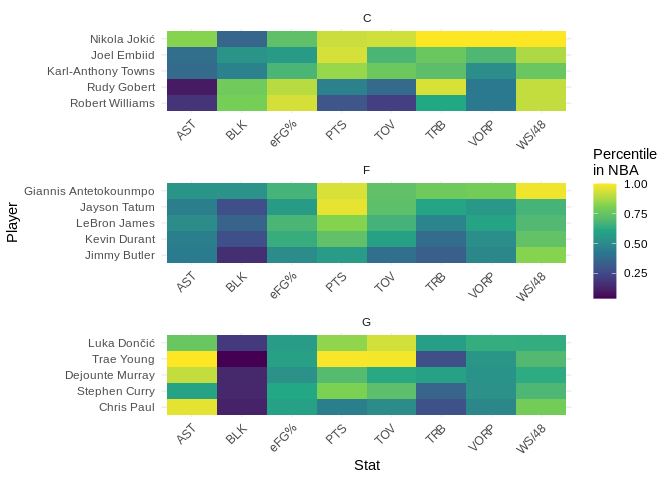 C
Nikola Jokić
Joel Embiid
Karl-Anthony Towns
Rudy Gobert
Robert Williams
AST BLK eFG% PTS TOV TRB VORP WS/48
F
Giannis Antetokounmpo
Jayson Tatum
LeBron James
Kevin Durant
Jimmy Butler
AST BLK eFG% PTS TOV TRB VORP WS/48
G
Luka Dončić
Trae Young
Dejounte Murray
Stephen Curry
Chris Paul
AST BLK eFG% PTS TOV TRB VORP WS/48
Stat
Player
Percentile
in NBA
1.00
0.75
0.50
0.25